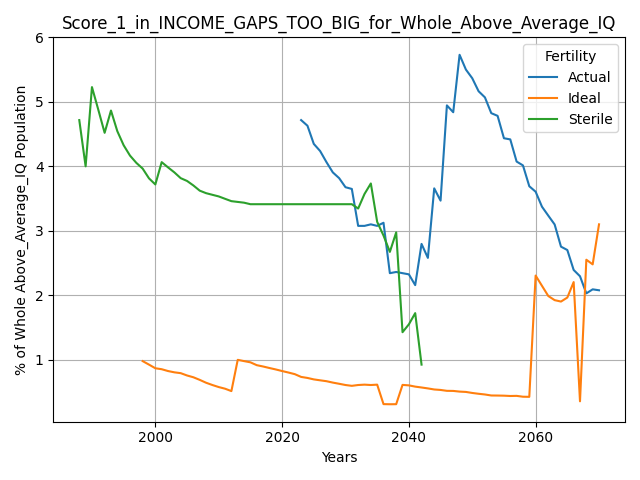 Score_1_in_INCOME_GAPS_TOO_BIG_for_Whole_Above_Average_IQ
% of Whole Above_Average_IQ Population
6
5
4
3
2
1
Fertility
Actual
Ideal
Sterile
2000
2020
2040
2060
Years